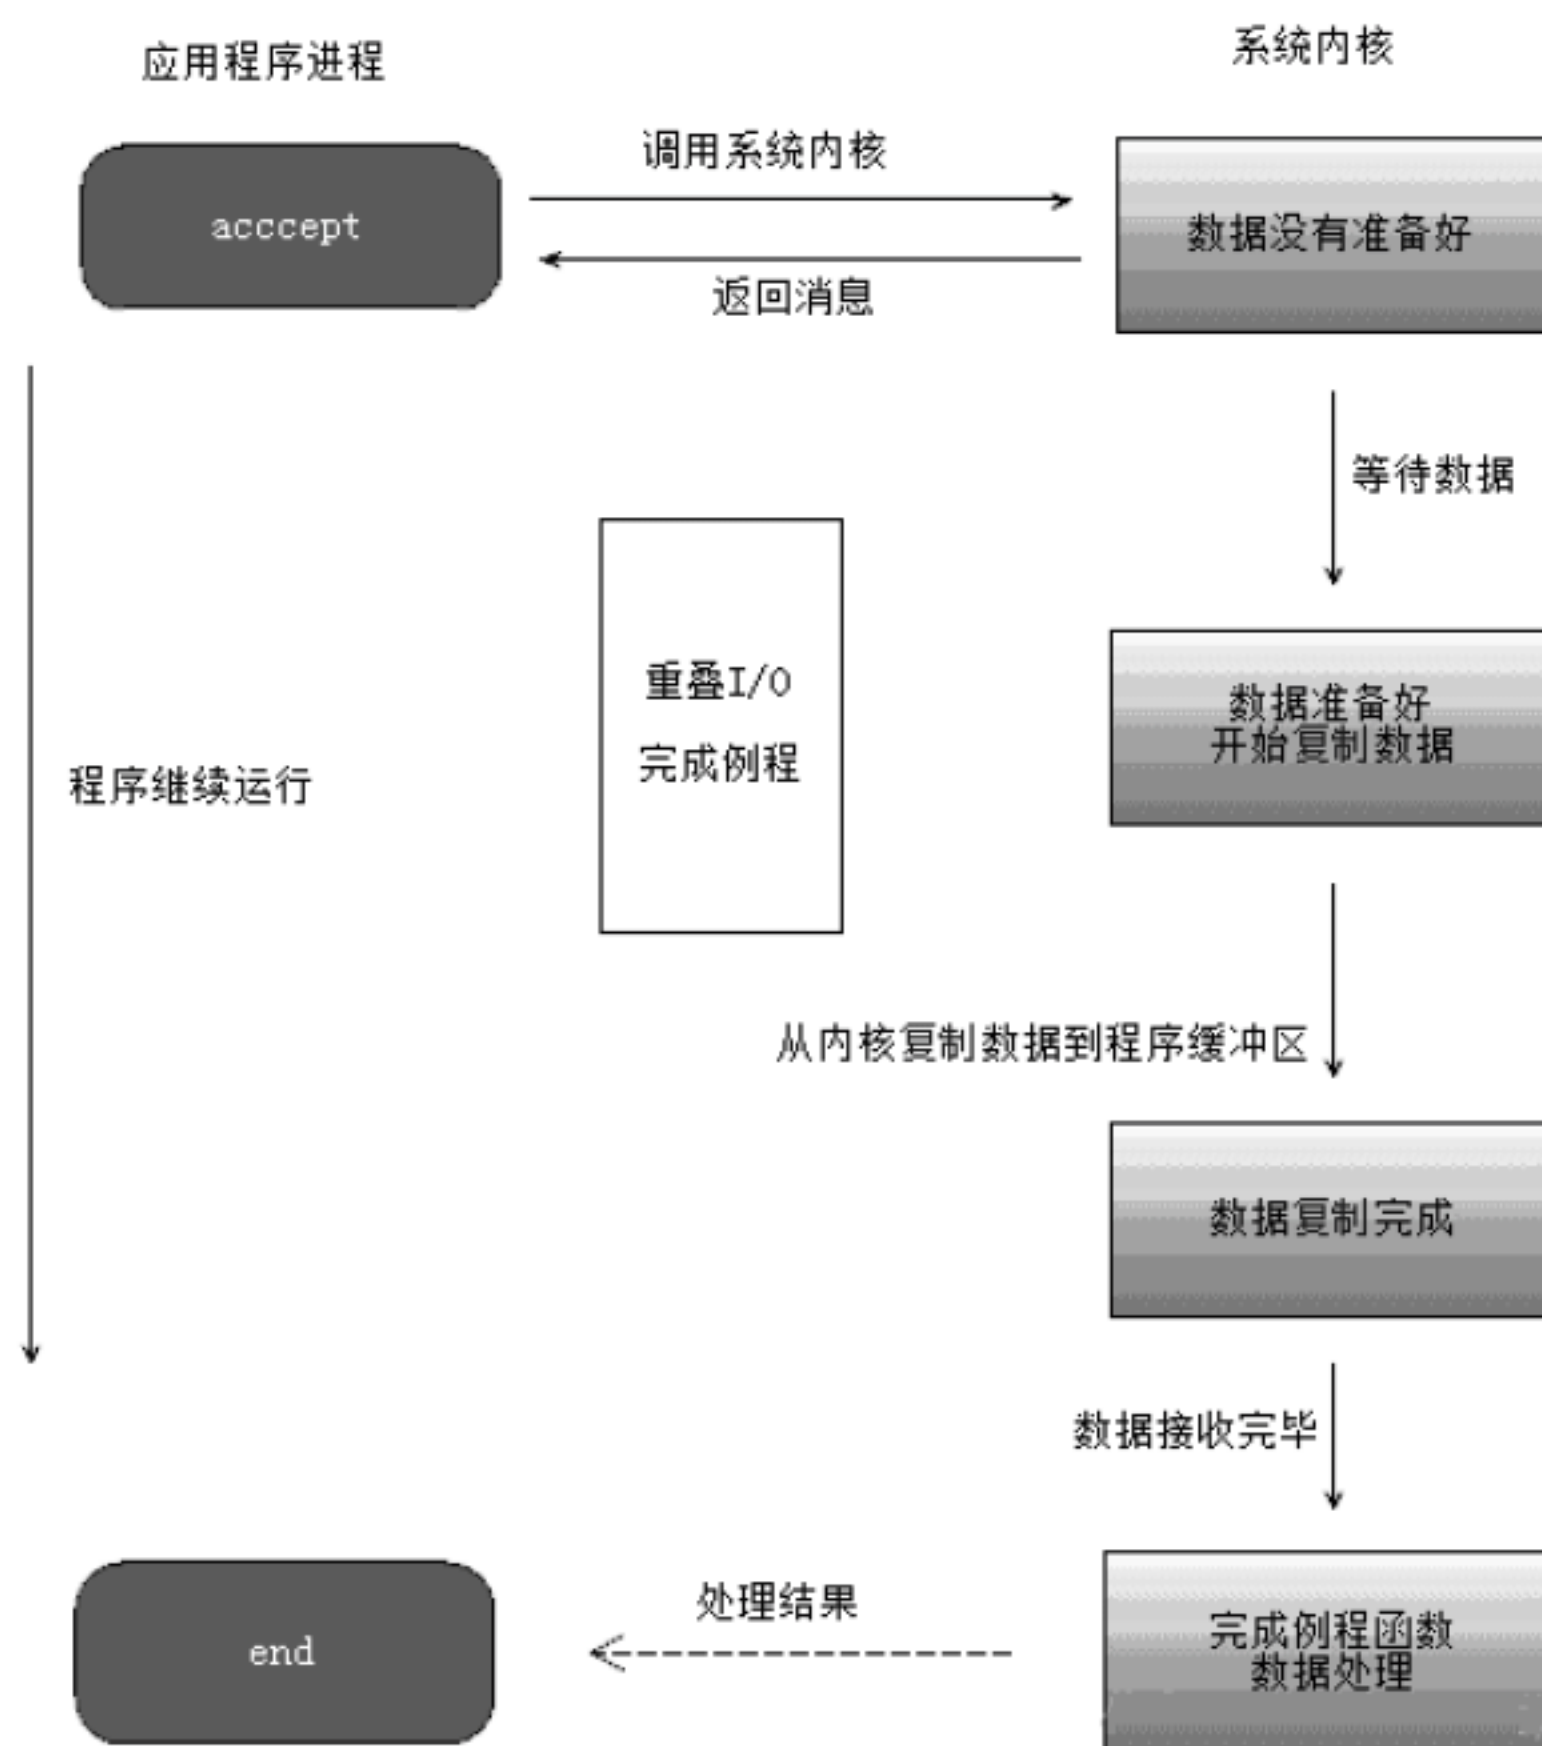 应用程序进程
系统内核
调用系统内核
acccept
数据没有准备好
返回消息
等待数据
重叠I/O
完成例程
数据准备好
开始复制数据
程序继续运行
从内核复制数据到程序缓冲区
数据复制完成
数据接收完毕
处理结果
end
完成例程函数
数据处理